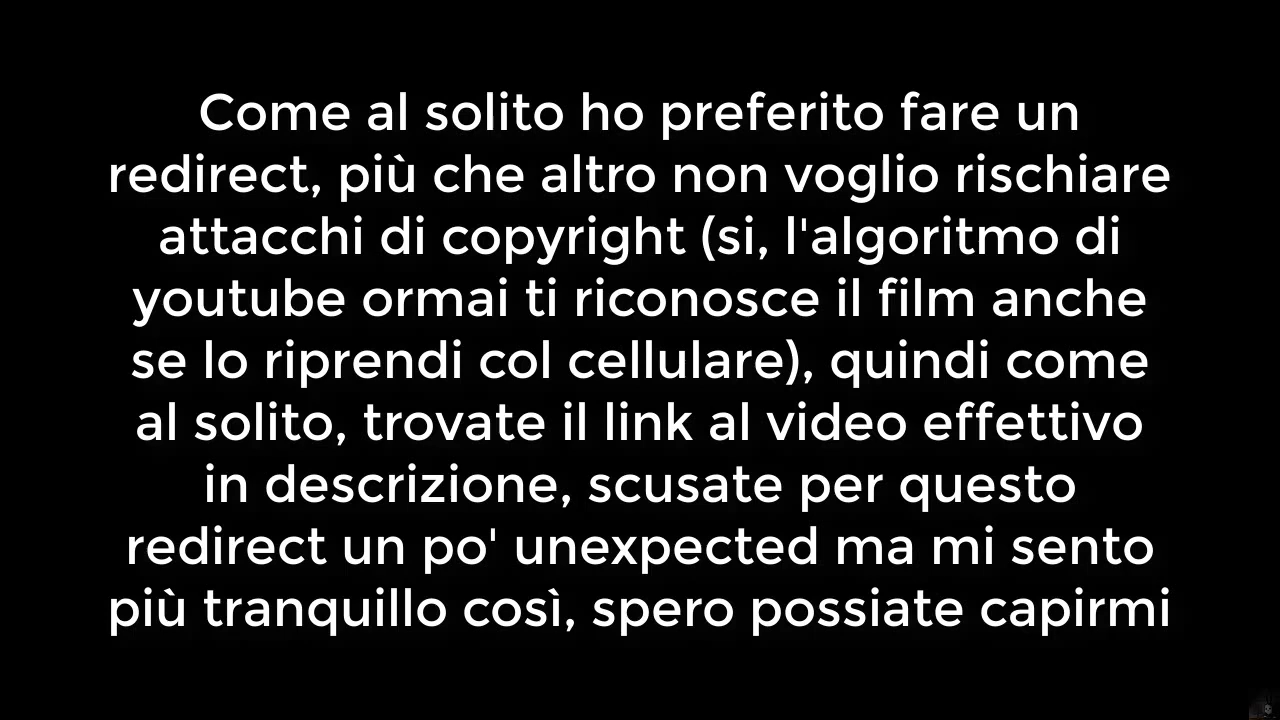 Come al solito ho preferito fare un
redirect, più che altro non voglio rischiare
attacchi di copyright (si, l'algoritmo di
youtube ormai ti riconosce il film anche
se lo riprendi col cellulare), quindi come
al solito, trovate il link al video effettivo
in descrizione, scusate per questo
redirect un po' unexpected ma mi sento
più tranquillo così, spero possiate capirmi